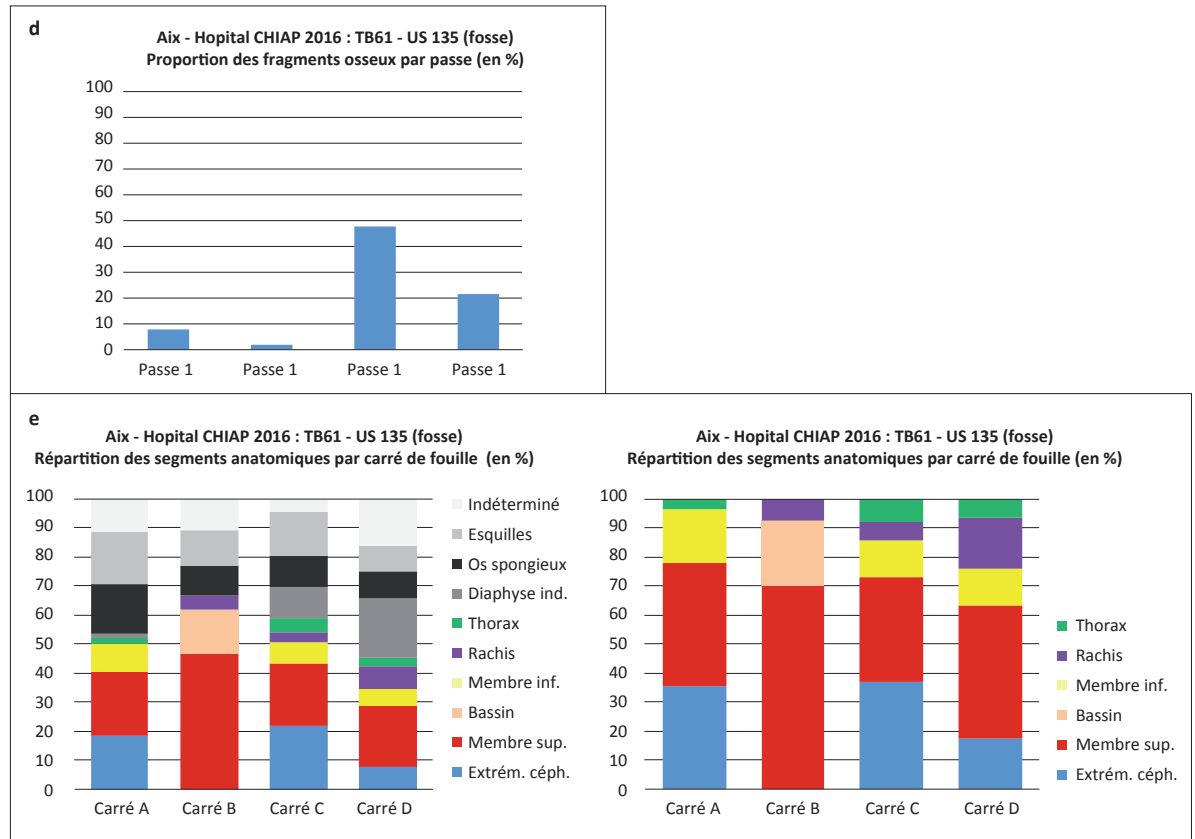 d
Aix - Hopital CHIAP 2016 : TB61 - US 135 (fosse)
Proportion des fragments osseux par passe (en %)
100
90
80
70
60
50
40
30
20
10
0
Passe 1 Passe 1 Passe 1 Passe 1
e
Aix - Hopital CHIAP 2016 : TB61 - US 135 (fosse)
Répartition des segments anatomiques par carré de fouille (en %)
100
90
80
70
60
50
40
30
20
10
0
Carré A Carré B Carré C Carré D
Indéterminé
Esquilles
Os spongieux
Diaphyse ind.
Thorax
Rachis
Membre inf.
Bassin
Membre sup.
Extrém. céph.
Aix - Hopital CHIAP 2016 : TB61 - US 135 (fosse)
Répartition des segments anatomiques par carré de fouille (en %)
100
90
80
70
60
50
40
30
20
10
0
Carré A Carré B Carré C Carré D
Thorax
Rachis
Membre inf.
Bassin
Membre sup.
Extrém. céph.